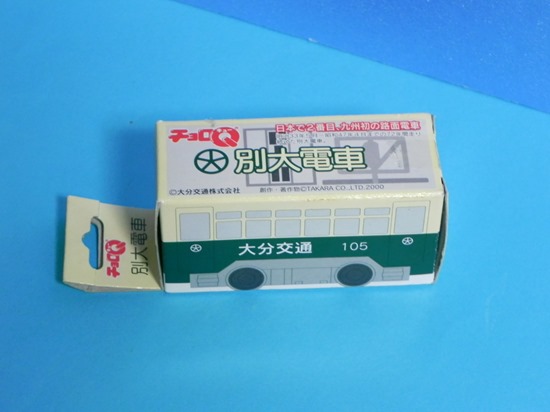 チョロQ
日本で2番目、九州初の路面電車
別大電車
©大分交通株式会社
創作・著作物©TAKARA CO.,LTD.2000
大分交通 105
チョロQ
別大電車